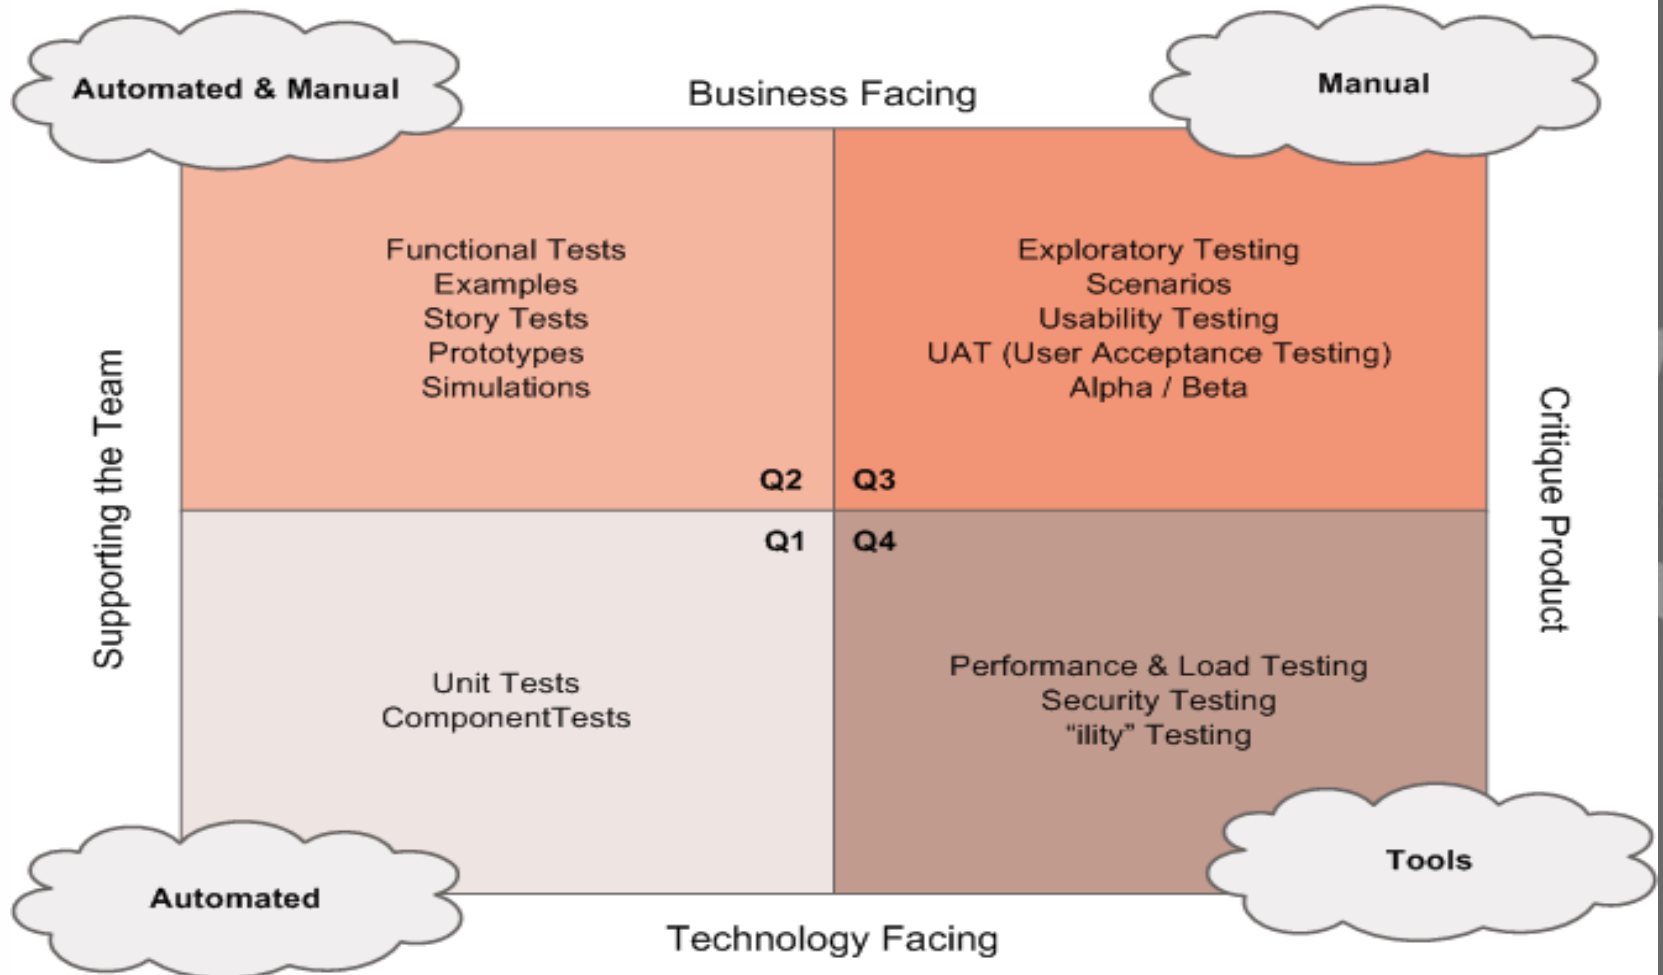 Automated & Manual
Business Facing
Manual
Functional Tests
Examples
Story Tests
Prototypes
Simulations
Q2
Exploratory Testing
Scenarios
Usability Testing
UAT (User Acceptance Testing)
Alpha / Beta
Q3
Supporting the Team
Critique Product
Q1
Unit Tests
ComponentTests
Q4
Performance & Load Testing
Security Testing
“ility” Testing
Automated
Technology Facing
Tools